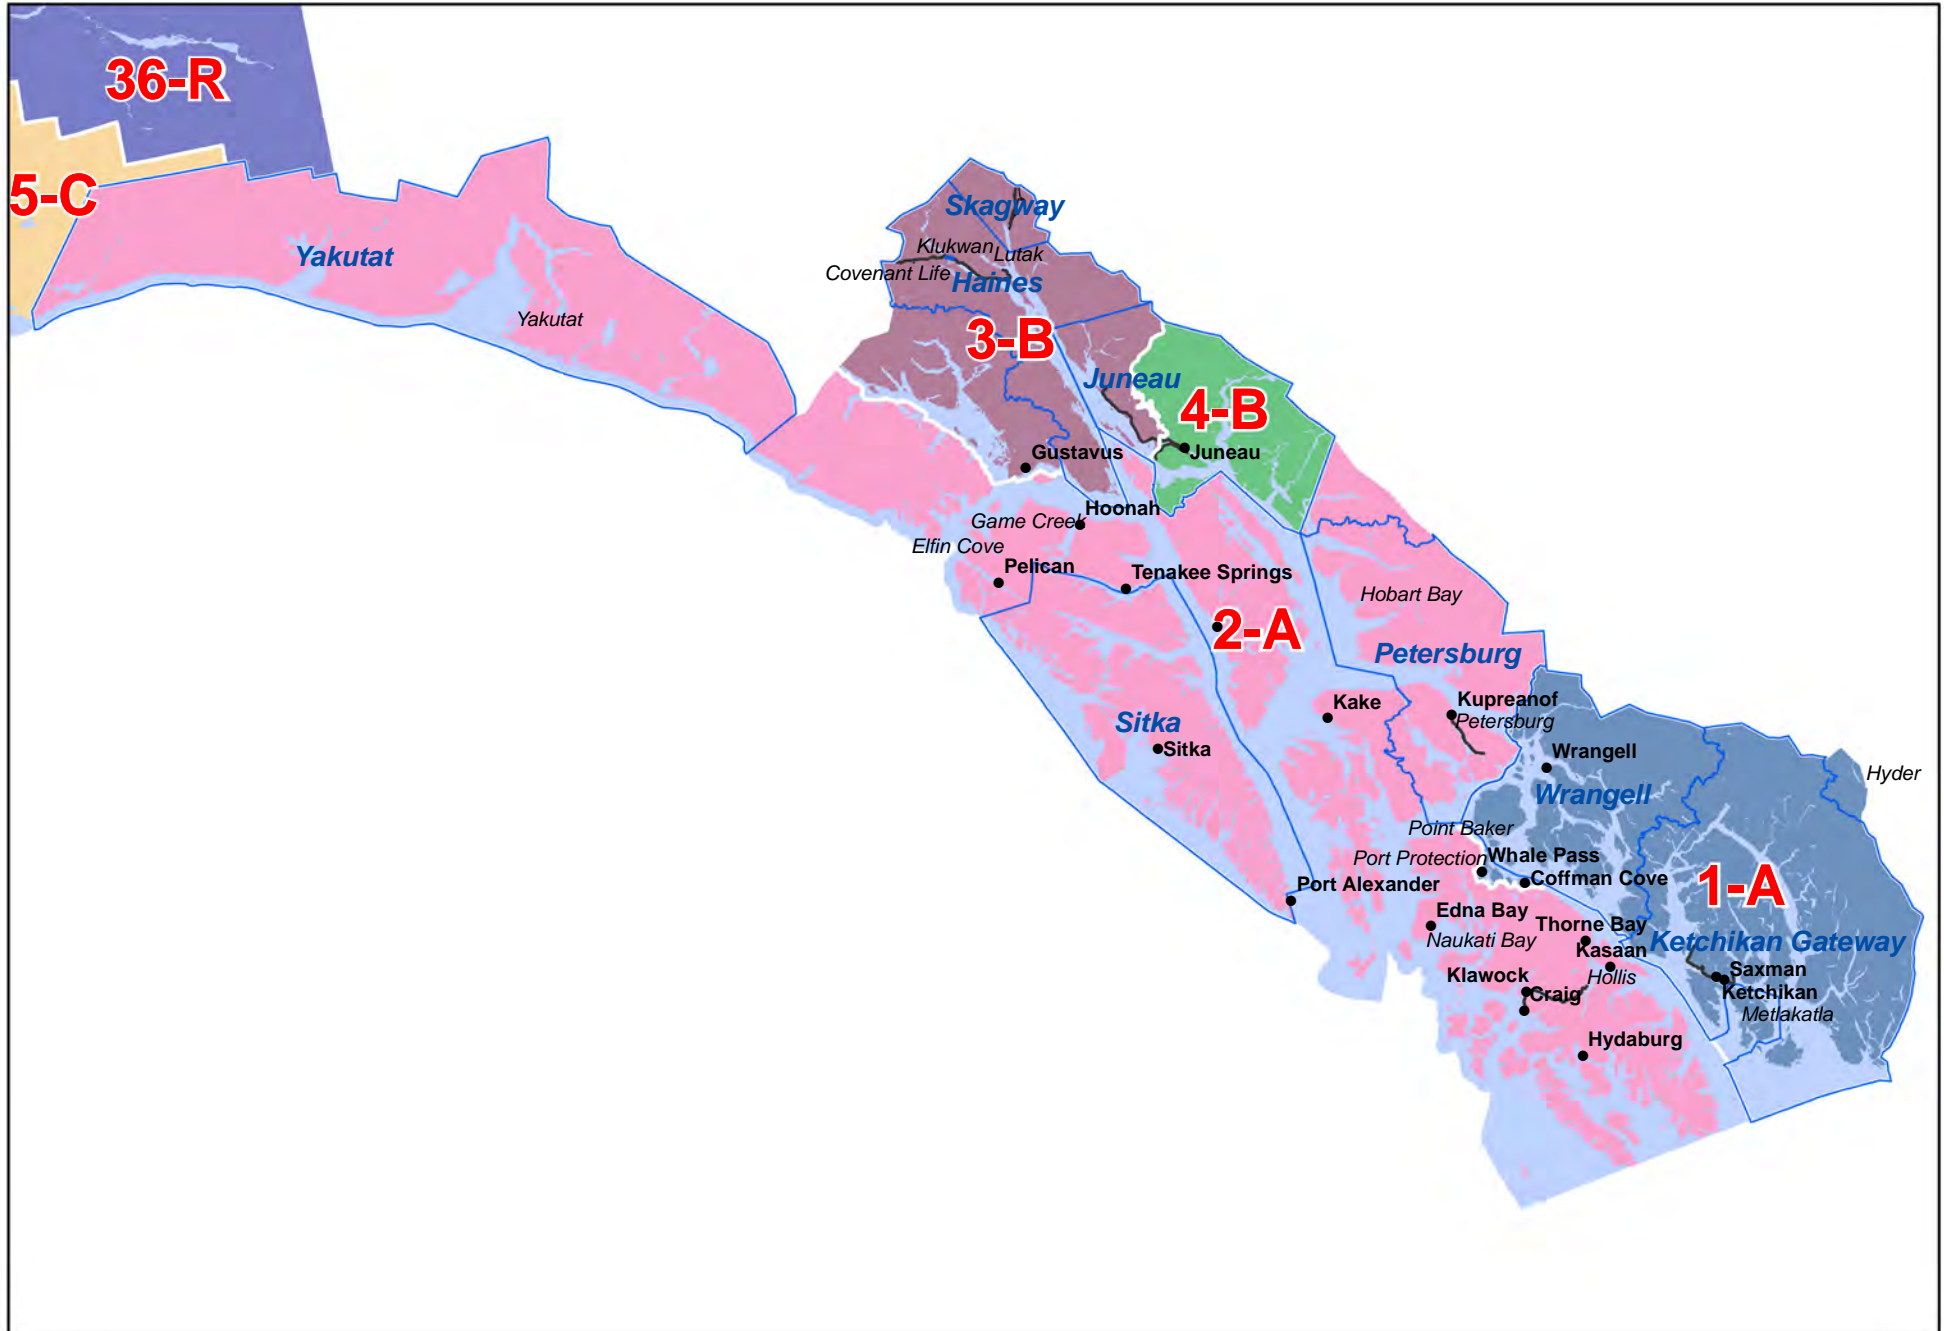 36-R
5-C
Skagway
Klukwan
Lutak
Yakutat
Covenant Life
Haines
Yakutat
3-B
Juneau
4-B
Gustavus
Juneau
Hoonah
Game Creek
Elfin Cove
Pelican
Tenakee Springs
Hobart Bay
2-A
Petersburg
Kake
Kupreanof
Petersburg
Sitka
Sitka
Wrangell
Hyder
Wrangell
Point Baker
Port Protection
Whale Pass
Coffman Cove
Port Alexander
1-A
Edna Bay
Thorne Bay
Naukati Bay
Kasaan
Ketchikan Gateway
Klawock
Hollis
Saxman
Craig
Ketchikan
Metlakatla
Hydaburg